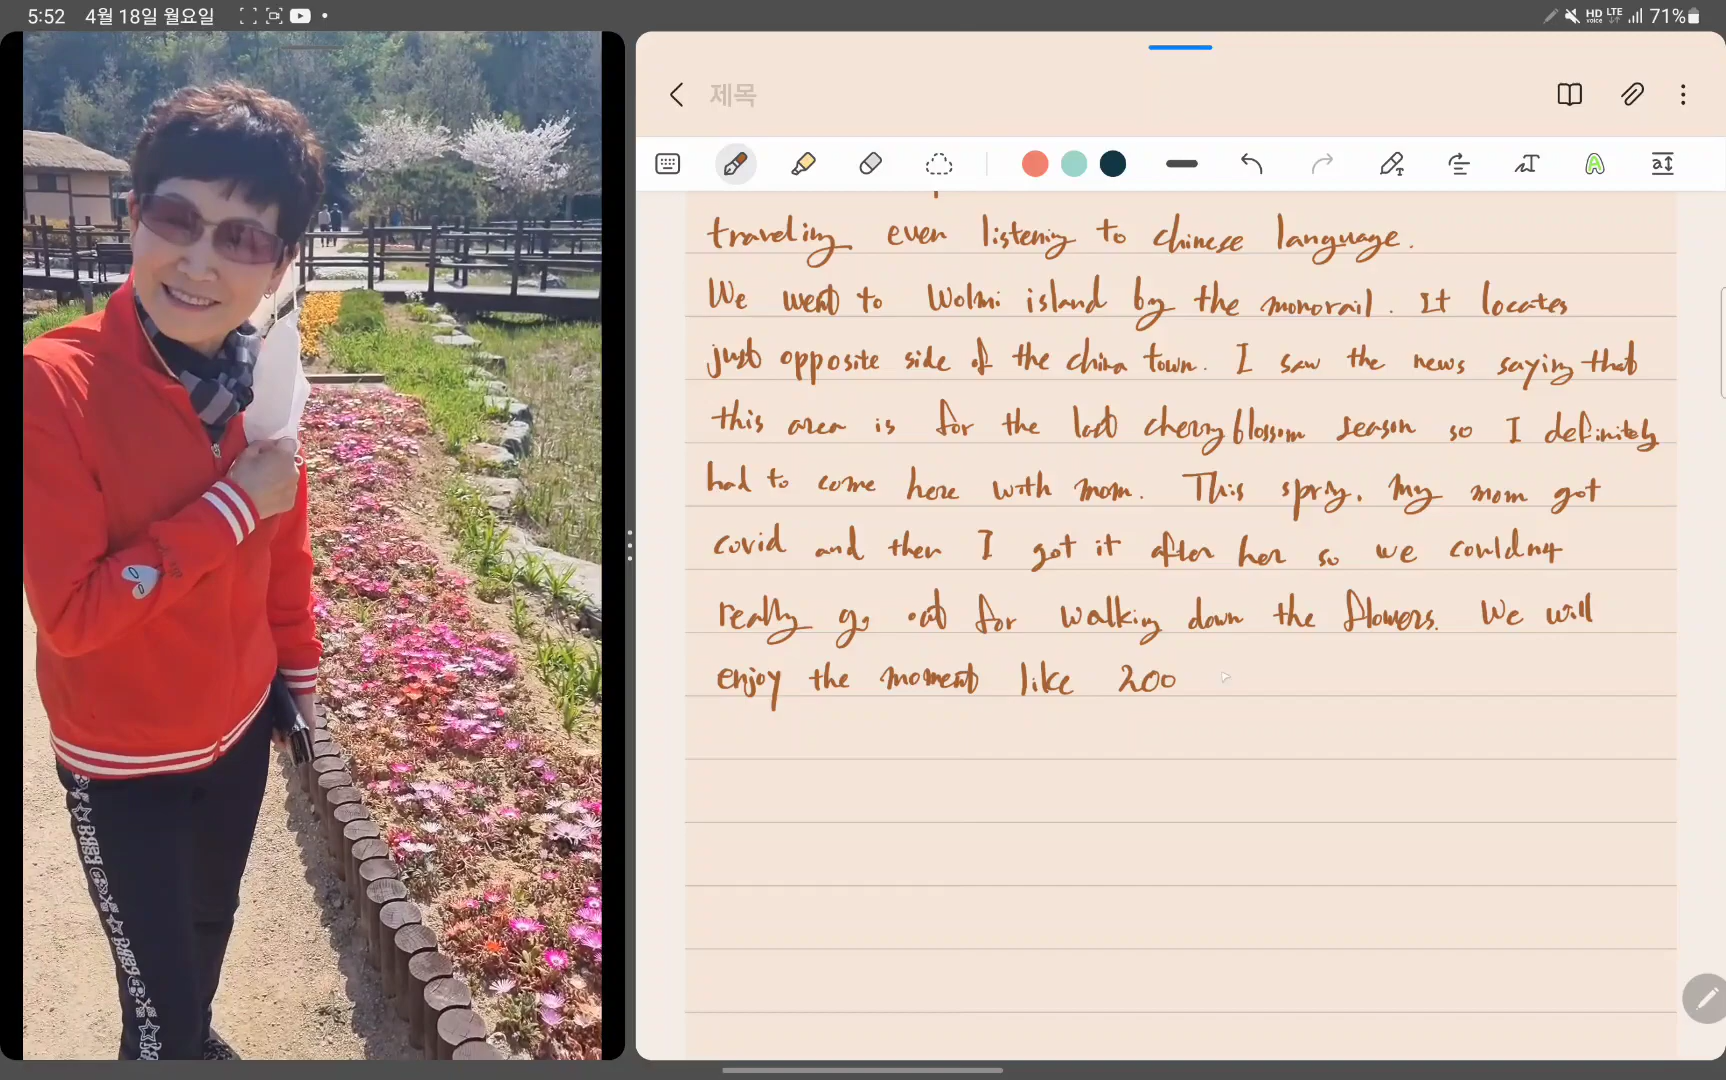 5:52 4월 18일 월요일
HD voice LTE 71%
제목
traveling even listening to chinese language.
We went to Wolmi island by the monorail. It locates
just opposite side of the china town. I saw the news saying that
this area is for the last cherryblossom season so I definitely
had to come here with mom. This spring, my mom got
covid and then I got it after her so we couldn't
really go out for walking down the flowers. We will
enjoy the moment like 200